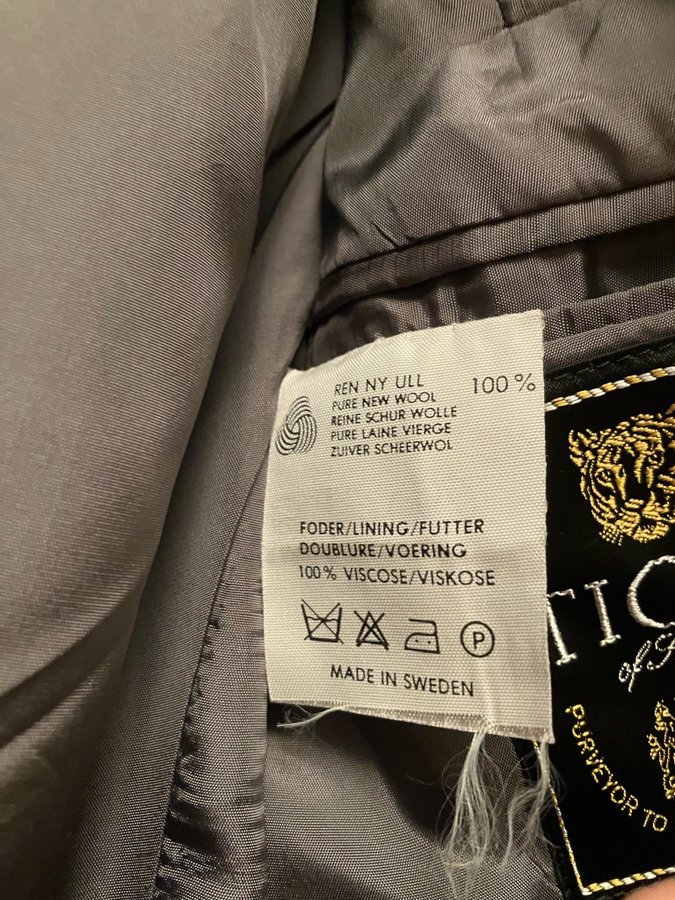 REN NY ULL 100%
PURE NEW WOOL
REINE SCHUR WOLLE
PURE LAINE VIERGE
ZUIVER SCHEERWOL
FODER/LINING/FUTTER
DOUBLURE/VOERING
100% VISCOSE/VISKOSE
P
MADE IN SWEDEN
TIG
of
PURVEYOR TO